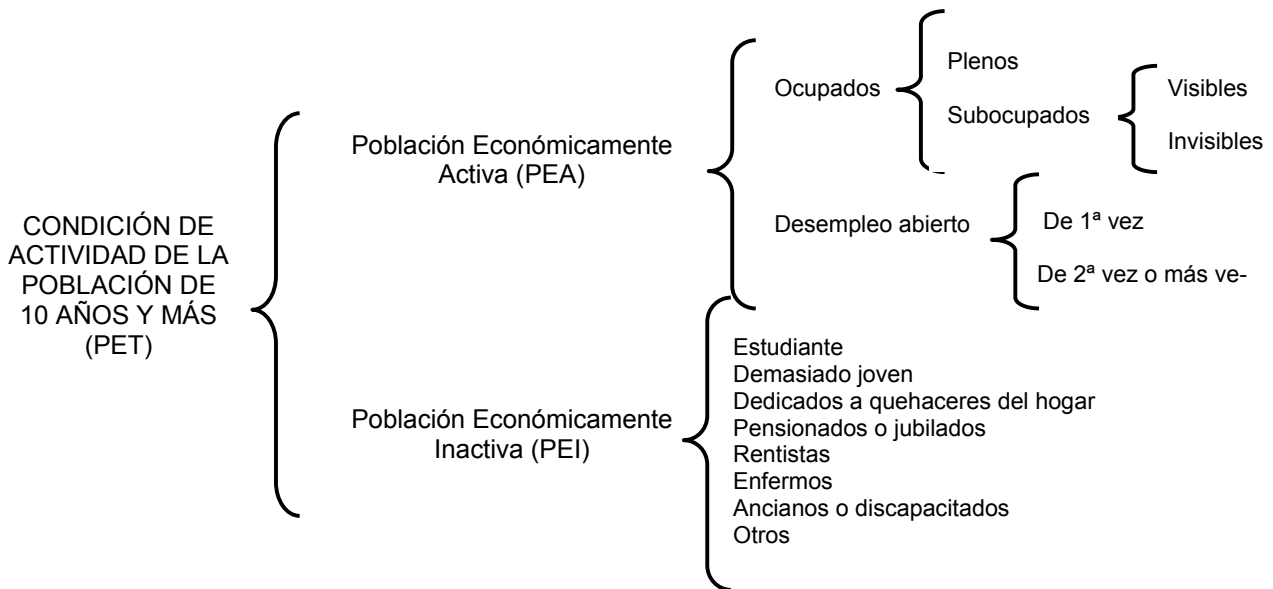 CONDICIÓN DE
ACTIVIDAD DE LA
POBLACIÓN DE
10 AÑOS Y MÁS
(PET)
Población Económicamente
Activa (PEA)
Ocupados
Plenos
Subocupados
Visibles
Invisibles
Desempleo abierto
De 1ª vez
De 2ª vez o más ve-
Población Económicamente
Inactiva (PEI)
Estudiante
Demasiado joven
Dedicados a quehaceres del hogar
Pensionados o jubilados
Rentistas
Enfermos
Ancianos o discapacitados
Otros